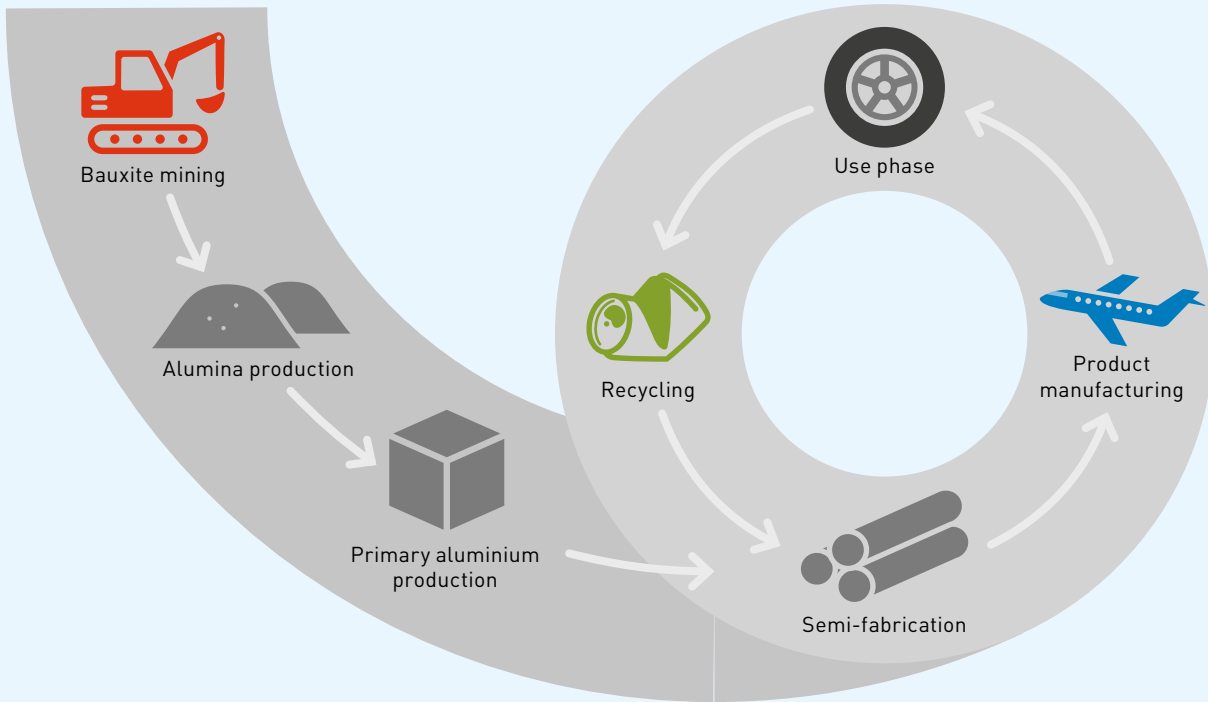 Bauxite mining
Alumina production
Primary aluminium
production
Semi-fabrication
Product
manufacturing
Use phase
Recycling